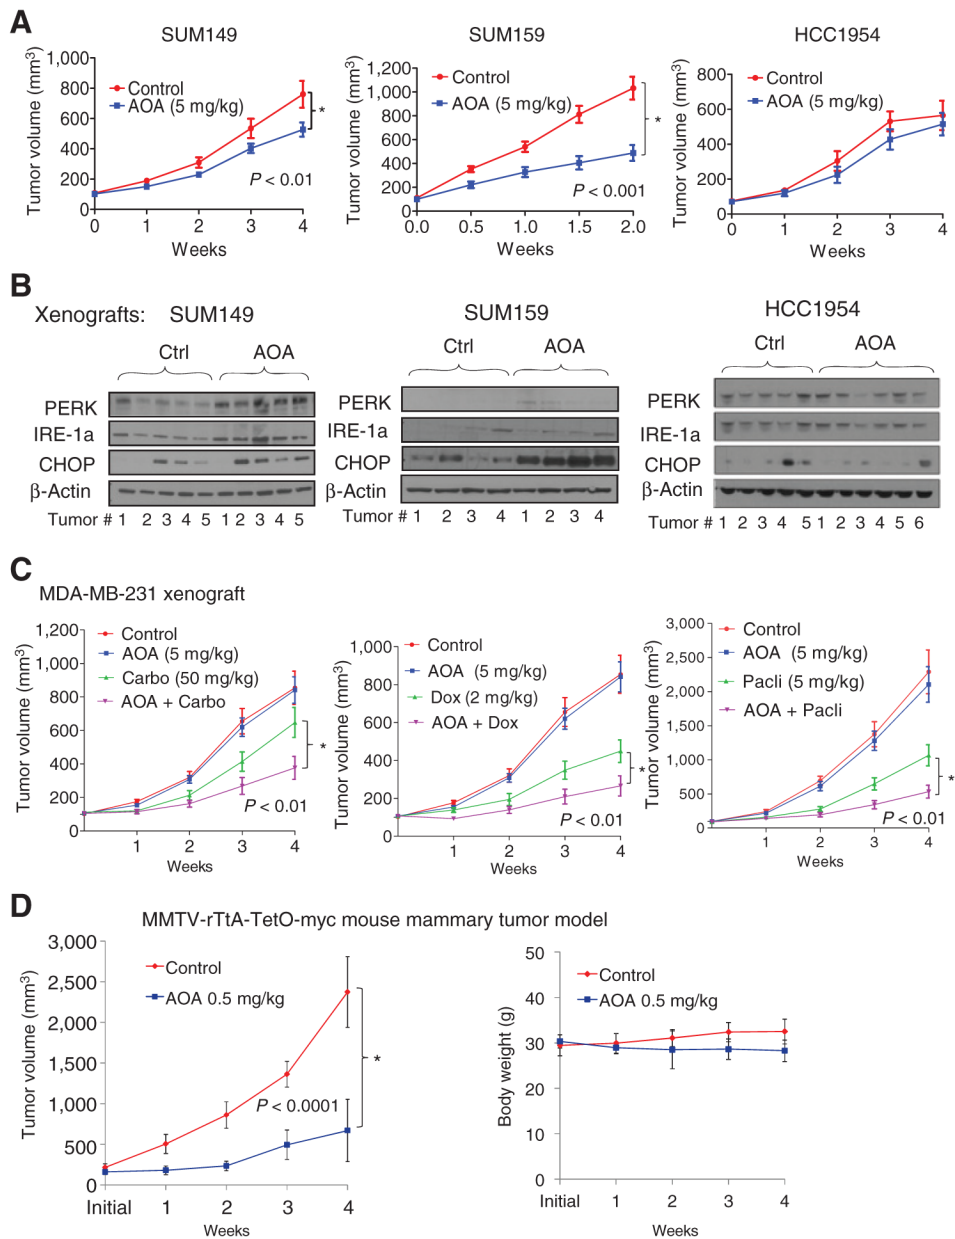 A
SUM149
SUM159
HCC1954
Tumor volume (mm3)
1,000
800
600
400
200
0
Control
AOA (5 mg/kg)
*
P < 0.01
0 1 2 3 4
Weeks
Tumor volume (mm3)
1,200
1,000
800
600
400
200
0
Control
AOA (5 mg/kg)
*
P < 0.001
0.0 0.5 1.0 1.5 2.0
Weeks
Tumor volume (mm3)
800
600
400
200
0
Control
AOA (5 mg/kg)
0 1 2 3 4
Weeks
B
Xenografts: SUM149
SUM159
HCC1954
Ctrl AOA
PERK
IRE-1a
CHOP
β-Actin
Tumor # 1 2 3 4 5 1 2 3 4 5
Ctrl AOA
PERK
IRE-1a
CHOP
β-Actin
Tumor # 1 2 3 4 1 2 3 4
Ctrl AOA
PERK
IRE-1a
CHOP
β-Actin
Tumor # 1 2 3 4 5 1 2 3 4 5 6
C
MDA-MB-231 xenograft
Tumor volume (mm3)
1,200
1,000
800
600
400
200
0
Control
AOA (5 mg/kg)
Carbo (50 mg/kg)
AOA + Carbo
*
P < 0.01
1 2 3 4
Weeks
Tumor volume (mm3)
1,000
800
600
400
200
0
Control
AOA (5 mg/kg)
Dox (2 mg/kg)
AOA + Dox
*
P < 0.01
1 2 3 4
Weeks
Tumor volume (mm3)
3,000
2,500
2,000
1,500
1,000
500
0
Control
AOA (5 mg/kg)
Pacli (5 mg/kg)
AOA + Pacli
*
P < 0.01
1 2 3 4
Weeks
D
MMTV-rTtA-TetO-myc mouse mammary tumor model
Tumor volume (mm3)
3,000
2,500
2,000
1,500
1,000
500
0
Control
AOA 0.5 mg/kg
*
P < 0.0001
Initial 1 2 3 4
Weeks
Body weight (g)
50
40
30
20
10
0
Control
AOA 0.5 mg/kg
Initial 1 2 3 4
Weeks